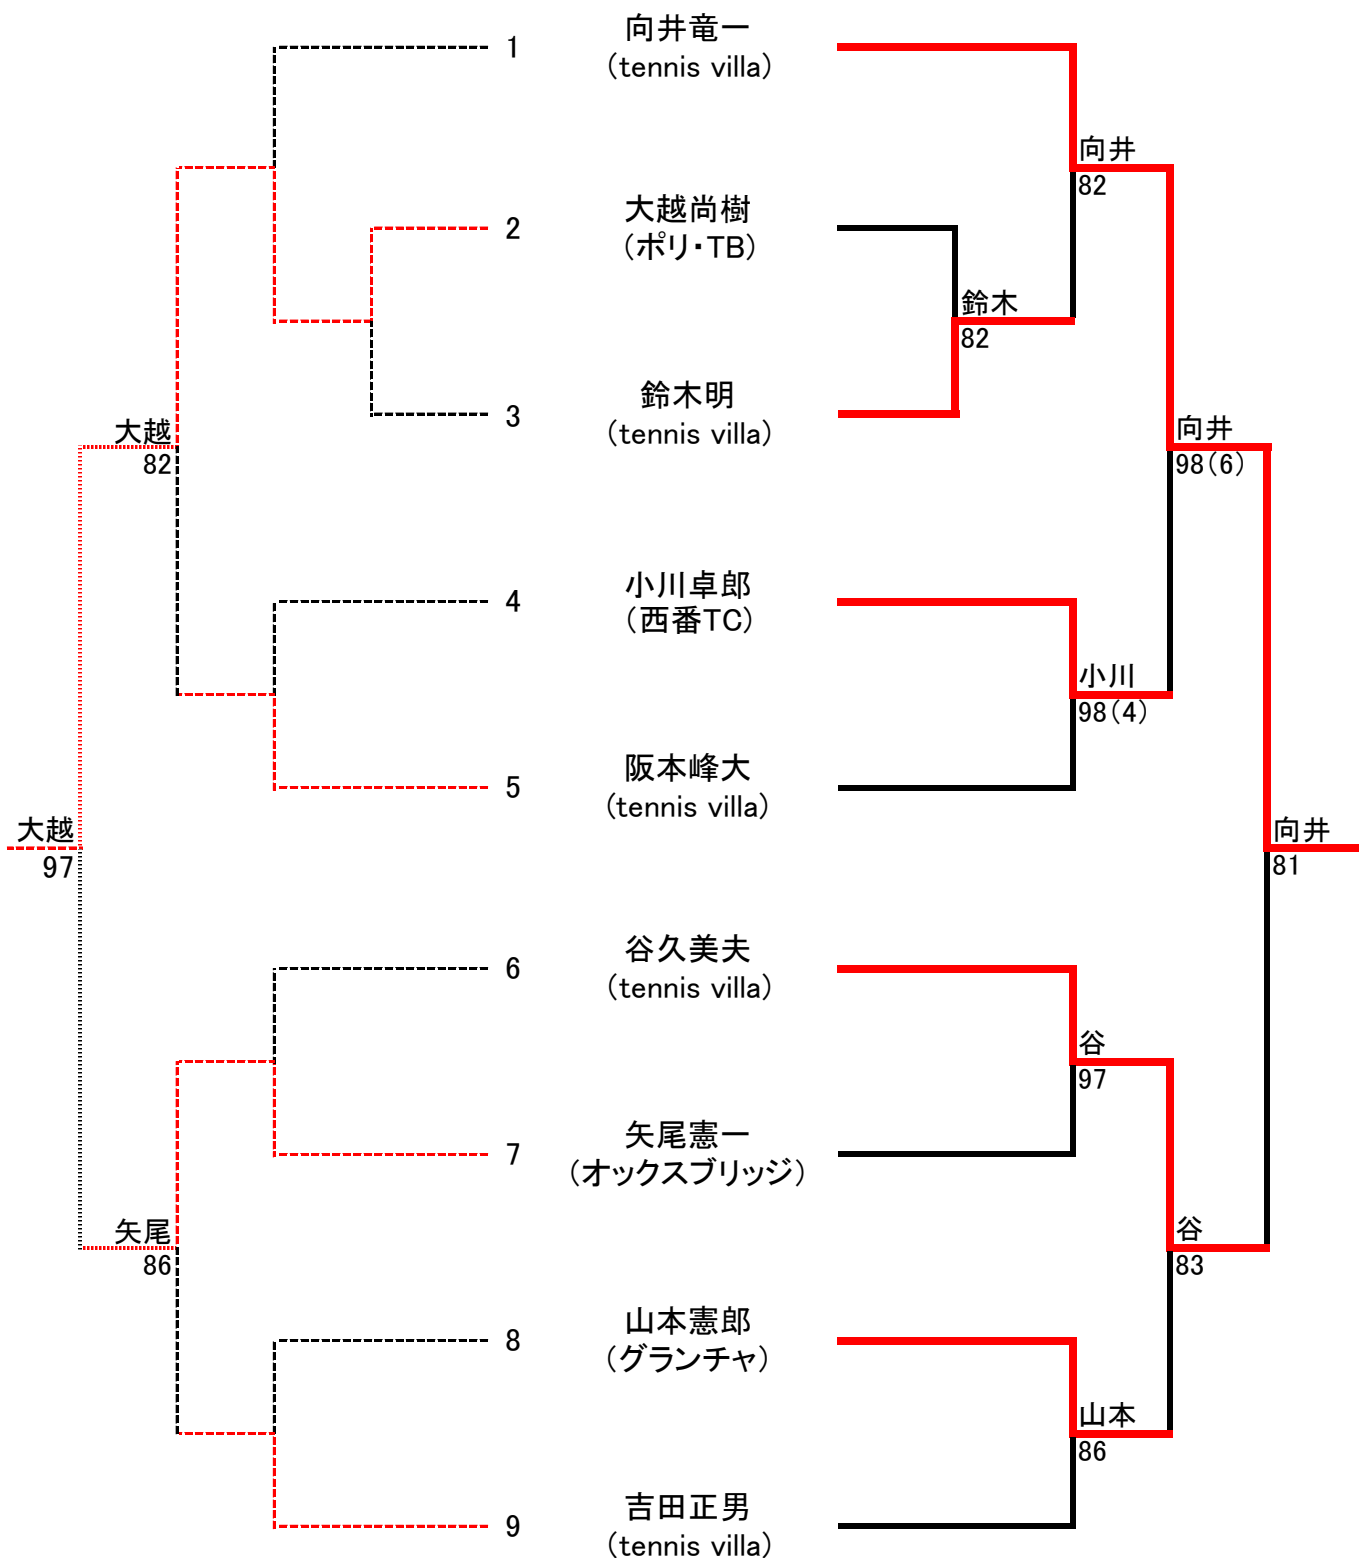 1
向井竜一
(tennis villa)
向井
82
2
大越尚樹
(ポリ・TB)
鈴木
82
3
鈴木明
(tennis villa)
大越
82
向井
98(6)
4
小川卓郎
(西番TC)
小川
98(4)
5
阪本峰大
(tennis villa)
大越
97
向井
81
6
谷久美夫
(tennis villa)
谷
97
7
矢尾憲一
(オックスブリッジ)
矢尾
86
谷
83
8
山本憲郎
(グランチャ)
山本
86
9
吉田正男
(tennis villa)